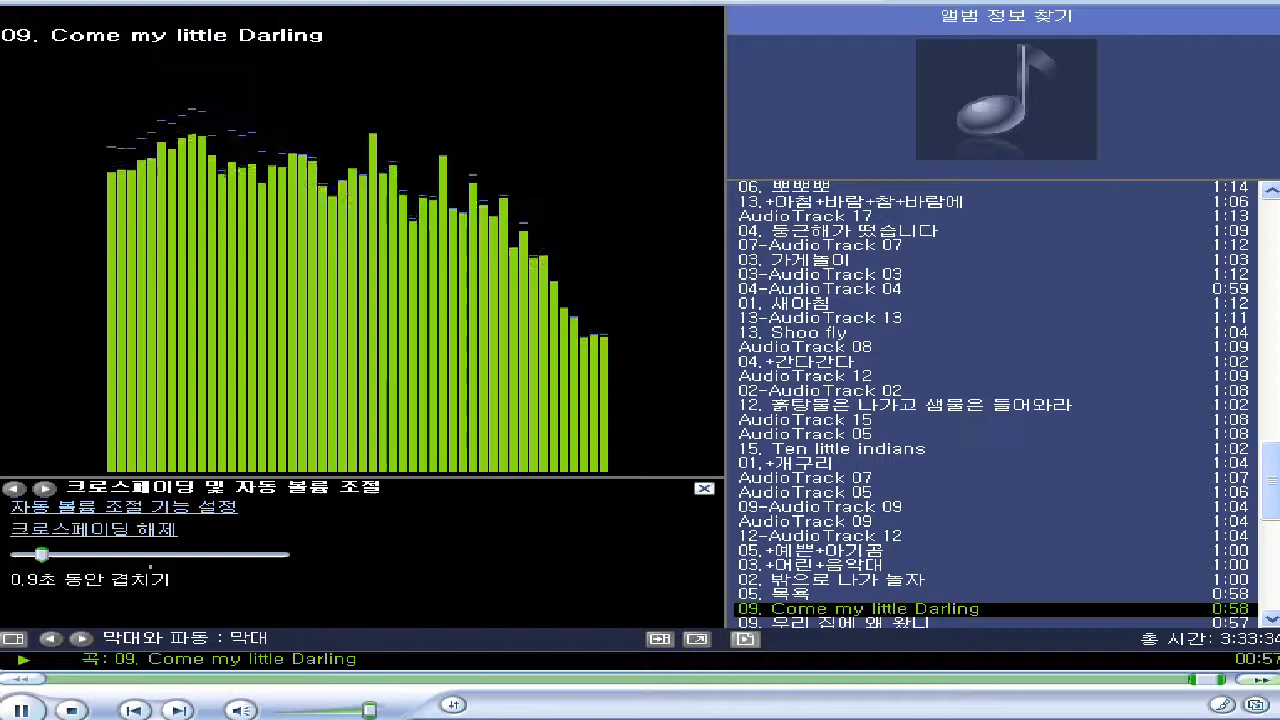 09. Come my little Darling
앨범 정보 찾기
06. 뽀뽀뽀 1:14
13.+아침+바람+참+바람에 1:06
AudioTrack 17 1:13
04. 둥근해가 떴습니다 1:09
07-AudioTrack 07 1:12
03. 가게놀이 1:03
03-AudioTrack 03 1:12
04-AudioTrack 04 0:59
01. 새아침 1:12
13-AudioTrack 13 1:11
13. Shoo fly 1:04
AudioTrack 08 1:09
04.+간다간다 1:02
AudioTrack 12 1:09
02-AudioTrack 02 1:08
12. 흙탕물은 나가고 샘물은 들어와라 1:02
AudioTrack 15 1:08
AudioTrack 05 1:08
15. Ten little indians 1:02
01.+개구리 1:04
AudioTrack 07 1:07
AudioTrack 05 1:06
09-AudioTrack 09 1:04
AudioTrack 09 1:04
12-AudioTrack 12 1:04
05.+예쁜+아기곰 1:00
03.+어린+음악대 1:00
02. 밖으로 나가 놀자 1:00
05. 목욕 0:58
09. Come my little Darling 0:58
09. 우리 집에 왜 왔니 0:57
크로스페이딩 및 자동 볼륨 조절
자동 볼륨 조절 기능 설정
크로스페이딩 해제
0.9초 동안 겹치기
막대와 파동 : 막대
총 시간: 3:33:34
곡: 09. Come my little Darling 00:57